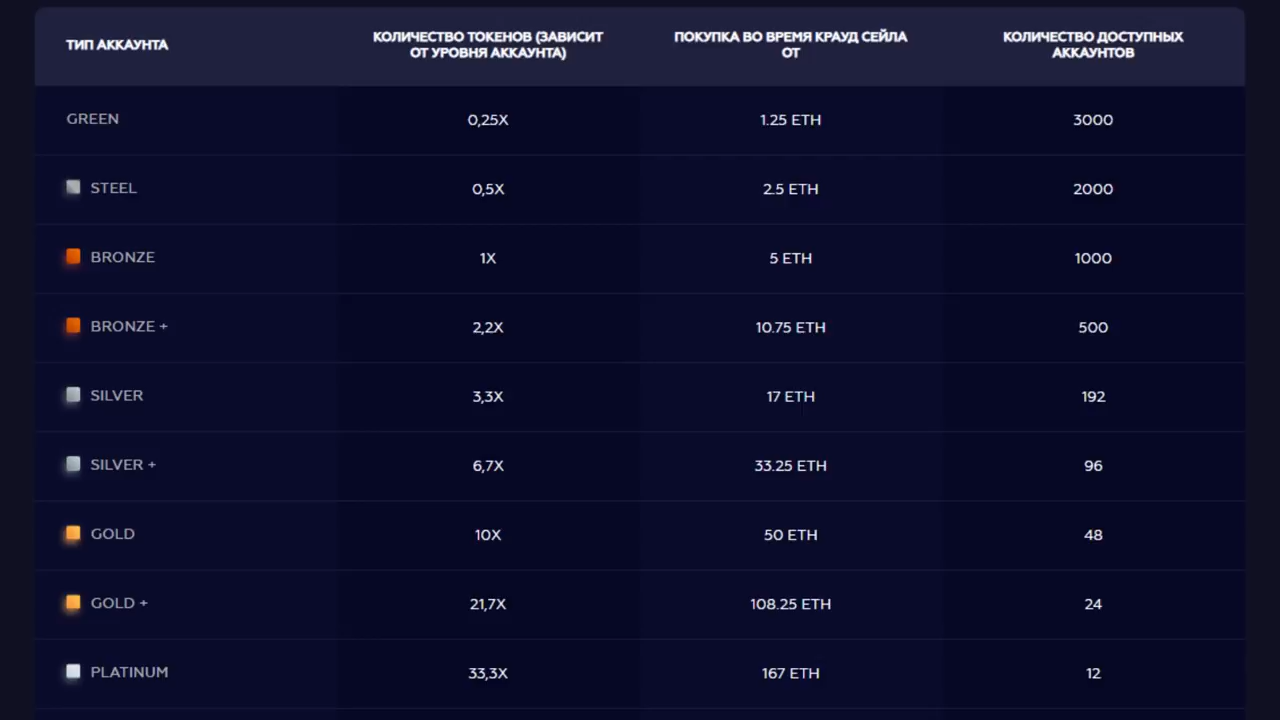 ТИП АККАУНТА
КОЛИЧЕСТВО ТОКЕНОВ (ЗАВИСИТ
ОТ УРОВНЯ АККАУНТА)
ПОКУПКА ВО ВРЕМЯ КРАУД СЕЙЛА
ОТ
КОЛИЧЕСТВО ДОСТУПНЫХ
АККАУНТОВ
GREEN 0,25X 1.25 ETH 3000
STEEL 0,5X 2.5 ETH 2000
BRONZE 1X 5 ETH 1000
BRONZE + 2,2X 10.75 ETH 500
SILVER 3,3X 17 ETH 192
SILVER + 6,7X 33.25 ETH 96
GOLD 10X 50 ETH 48
GOLD + 21,7X 108.25 ETH 24
PLATINUM 33,3X 167 ETH 12